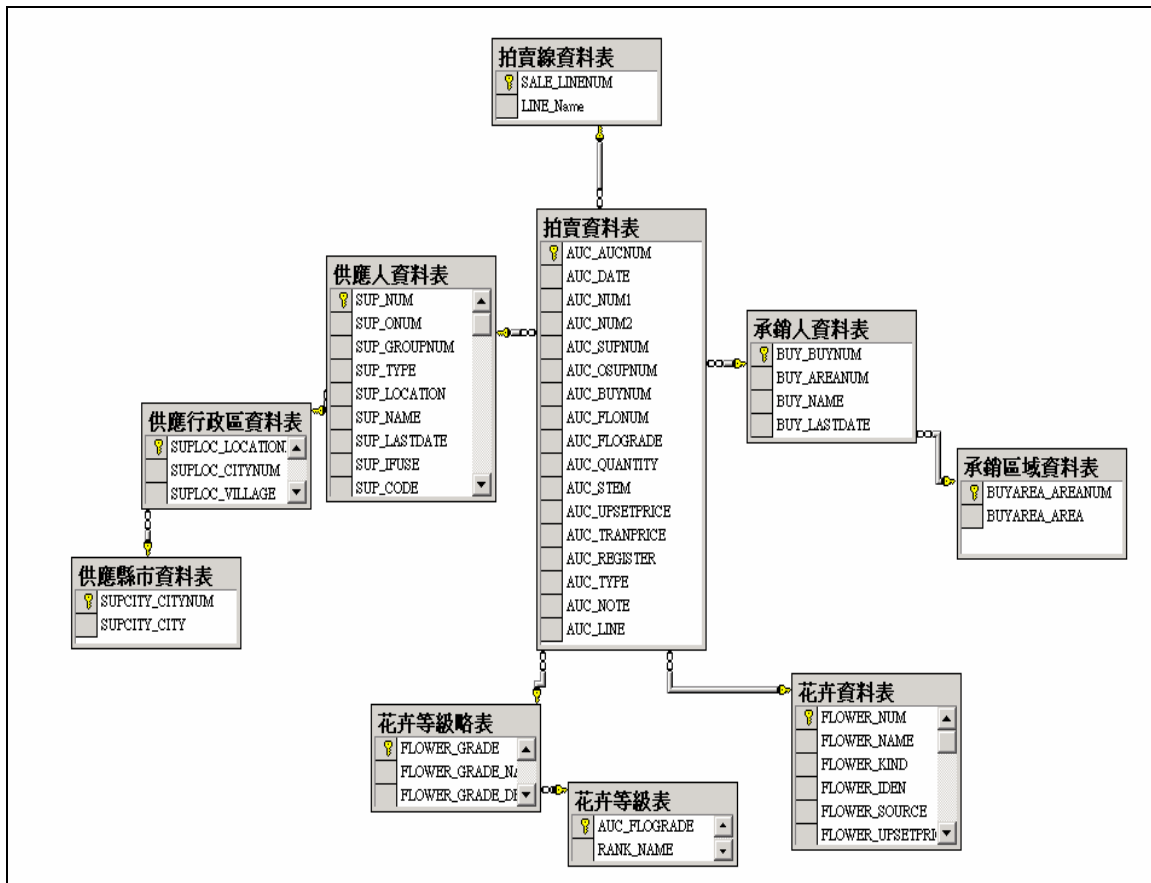 拍賣線資料表
SALE_LINENUM
LINE_Name
拍賣資料表
AUC_AUCNUM
AUC_DATE
AUC_NUM1
AUC_NUM2
AUC_SUPNUM
AUC_OSUPNUM
AUC_BUYNUM
AUC_FLONUM
AUC_FLOGRADE
AUC_QUANTITY
AUC_STEM
AUC_UPSETPRICE
AUC_TRANPRICE
AUC_REGISTER
AUC_TYPE
AUC_NOTE
AUC_LINE
供應人資料表
SUP_NUM
SUP_ONUM
SUP_GROUPNUM
SUP_TYPE
SUP_LOCATION
SUP_NAME
SUP_LASTDATE
SUP_IFUSE
SUP_CODE
承銷人資料表
BUY_BUYNUM
BUY_AREANUM
BUY_NAME
BUY_LASTDATE
供應行政區資料表
SUPLOC_LOCATION
SUPLOC_CITYNUM
SUPLOC_VILLAGE
承銷區域資料表
BUYAREA_AREANUM
BUYAREA_AREA
供應縣市資料表
SUPCITY_CITYNUM
SUPCITY_CITY
花卉等級略表
FLOWER_GRADE
FLOWER_GRADE_NA
FLOWER_GRADE_DE
花卉資料表
FLOWER_NUM
FLOWER_NAME
FLOWER_KIND
FLOWER_IDEN
FLOWER_SOURCE
FLOWER_UPSETPRI
花卉等級表
AUC_FLOGRADE
RANK_NAME